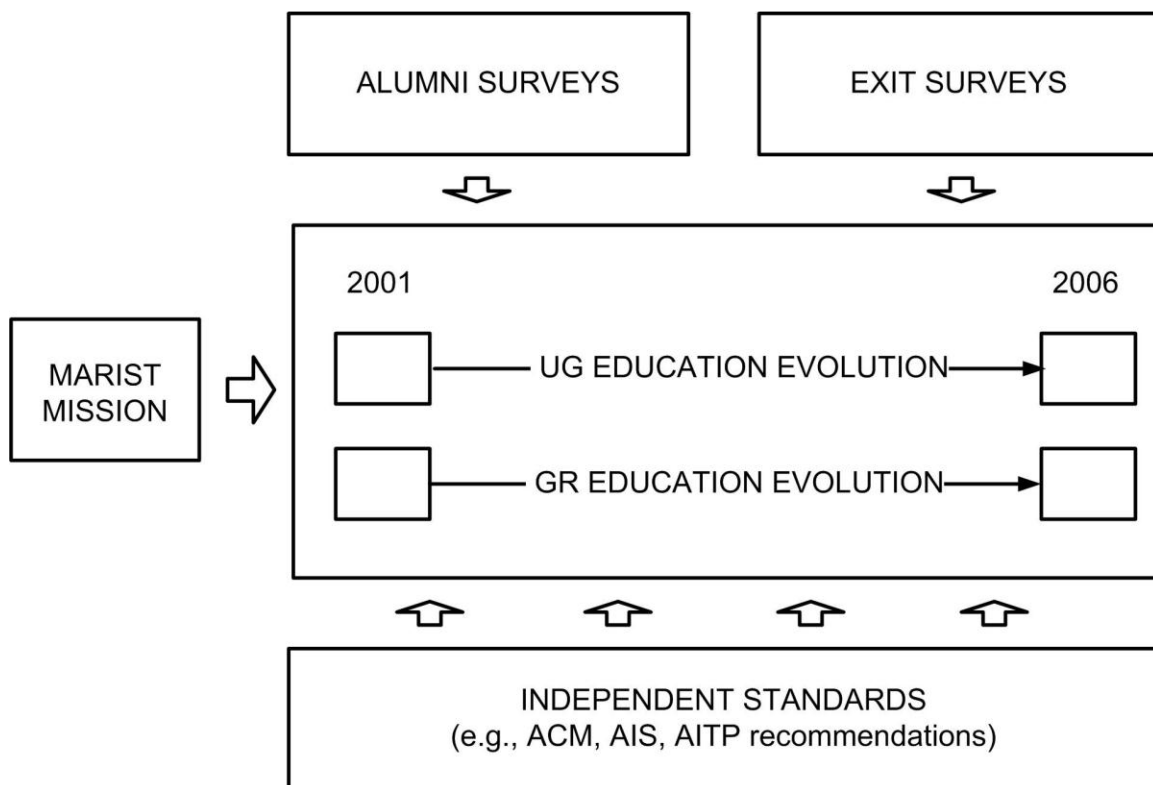 ALUMNI SURVEYS
EXIT SURVEYS
2001
2006
MARIST
MISSION
UG EDUCATION EVOLUTION
GR EDUCATION EVOLUTION
INDEPENDENT STANDARDS
(e.g., ACM, AIS, AITP recommendations)